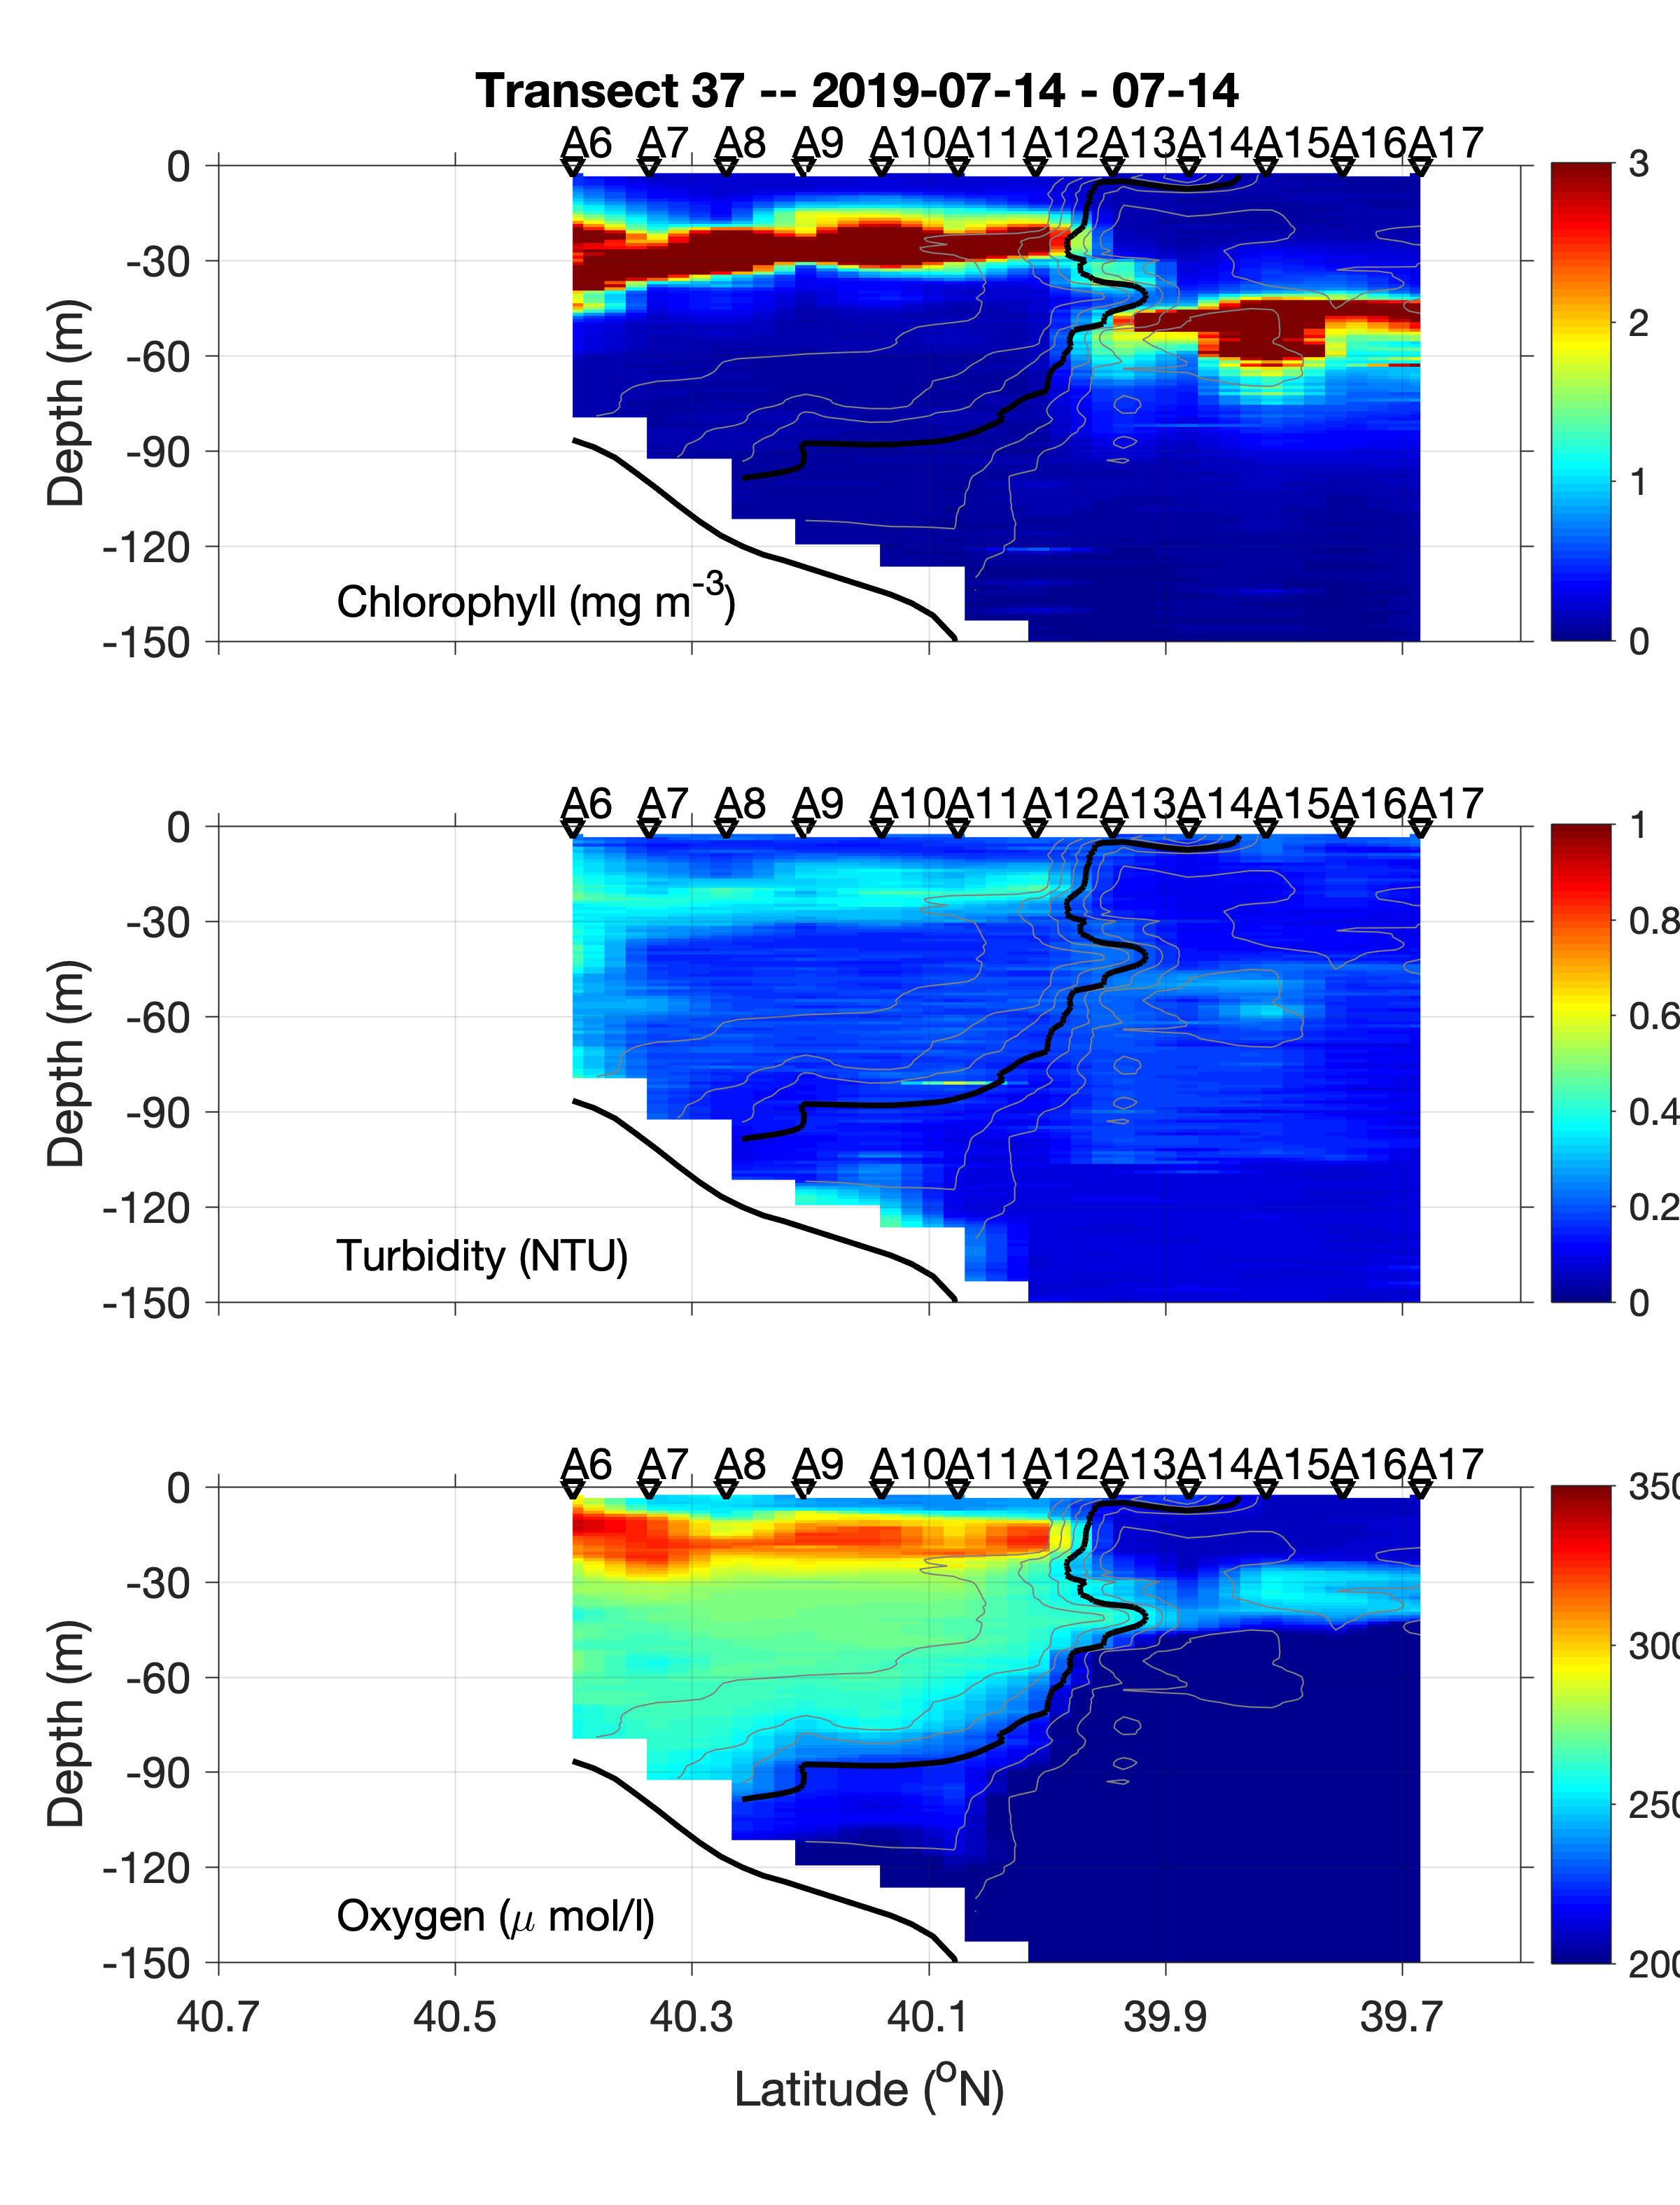 Transect 37 -- 2019-07-14 - 07-14
A6 A7 A8 A9 A10 A11 A12 A13 A14 A15 A16 A17
0
-30
-60
-90
-120
-150
Depth (m)
Chlorophyll (mg m-3)
3
2
1
0
A6 A7 A8 A9 A10 A11 A12 A13 A14 A15 A16 A17
0
-30
-60
-90
-120
-150
Depth (m)
Turbidity (NTU)
1
0.8
0.6
0.4
0.2
0
A6 A7 A8 A9 A10 A11 A12 A13 A14 A15 A16 A17
0
-30
-60
-90
-120
-150
Depth (m)
Oxygen (μ mol/l)
350
300
250
200
40.7 40.5 40.3 40.1 39.9 39.7
Latitude (oN)